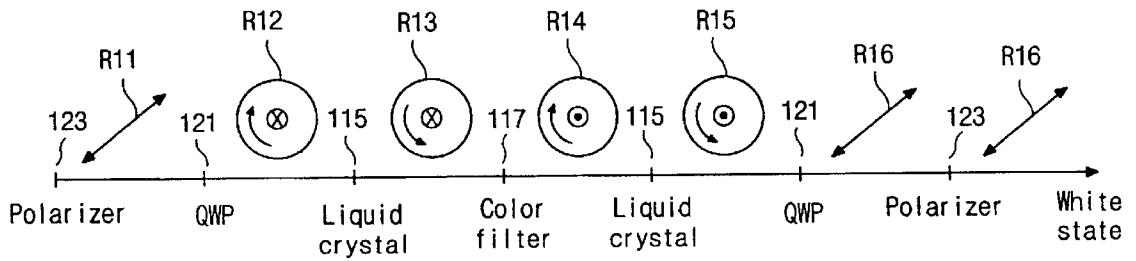 R12
R13
R14
R15
R11
R16
R16
123
121
115
117
115
121
123
Polarizer
QWP
Liquid
crystal
Color
filter
Liquid
crystal
QWP
Polarizer
White
state